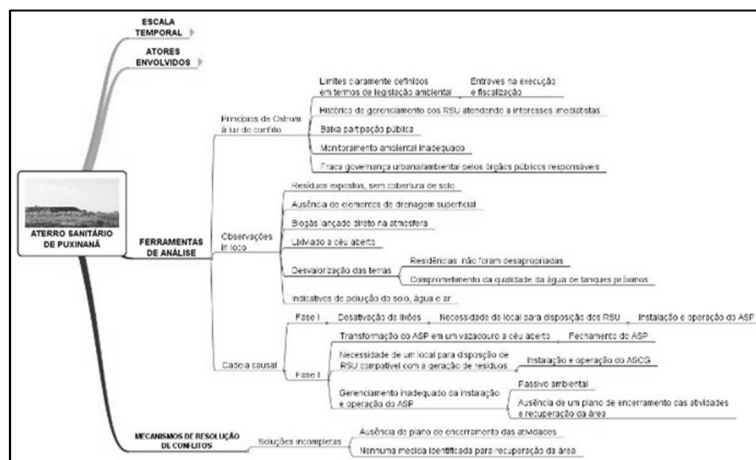 ESCALA
TEMPORAL
ATORES
ENVOLVIDOS
ATERRO SANITÁRIO
DE PUXINANÃ
FERRAMENTAS
DE ANÁLISE
Princípios de Ostrom
à luz do conflito
Limites claramente definidos
em termos de legislação ambiental
Entraves na execução
e fiscalização
Histórico de gerenciamento dos RSU atendendo a interesses imediatistas
Baixa partipação pública
Monitoramento ambiental inadequado
Fraca governança urbana/ambiental pelos órgãos públicos responsáveis
Observações
in loco
Resíduos expostos, sem cobertura de solo
Ausência de elementos de drenagem superficial
Biogás lançado direto na atmosfera
Lixiviado a céu aberto
Desvalorização das terras
Residências não foram desapropriadas
Comprometimento da qualidade da água de tanques próximos
Indicativos de poluição do solo, água e ar
Cadeia causal
Fase I
Desativação de lixões
Necessidade de local para disposição dos RSU
Instalação e operação do ASP
Fase II
Transformação do ASP em um vazadouro a céu aberto
Fechamento do ASP
Necessidade de um local para disposção de
RSU compatível com a geração de resíduos
Instalação e operação do ASCG
Gerenciamento inadequado da instalação
e operação do ASP
Passivo ambiental
Ausência de um plano de encerramento das atividades
e recuperação da área
MECANISMOS DE RESOLUÇÃO
DE CONFLITOS
Soluções incompletas
Ausência de plano de encerramento das atividades
Nenhuma medida identificada para recuperação da área